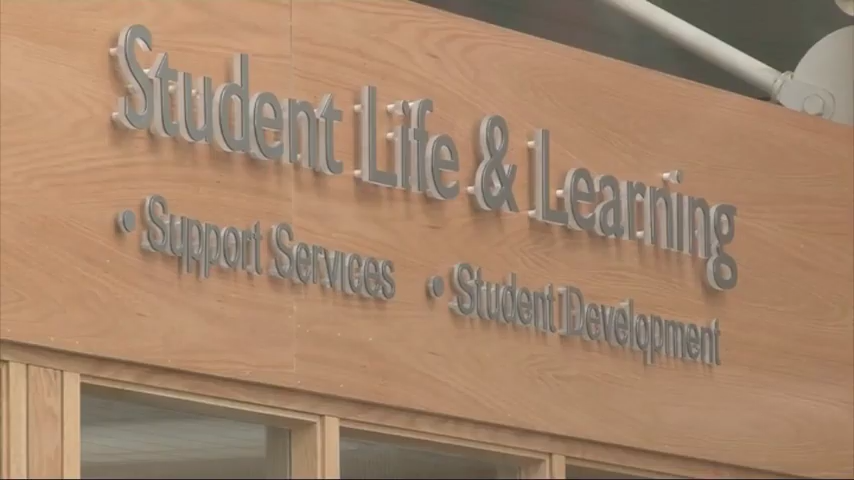 Student Life & Learning
• Support Services • Student Development